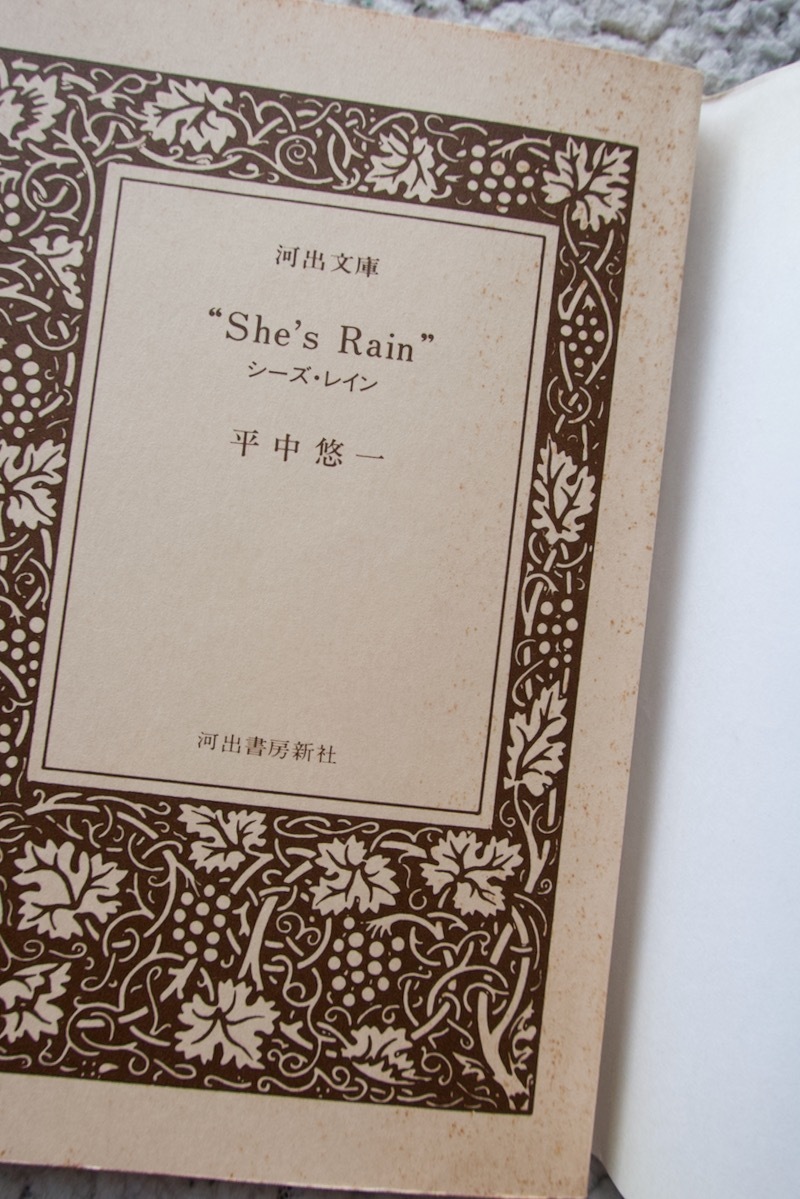 河出文庫
“She’s Rain”
シーズ・レイン
平中悠一
河出書房新社